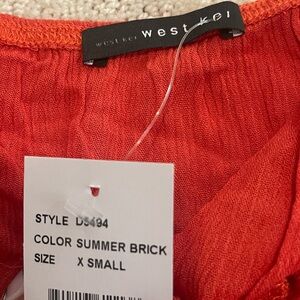 west kei west kei
STYLE D5494
COLOR SUMMER BRICK
SIZE X SMALL